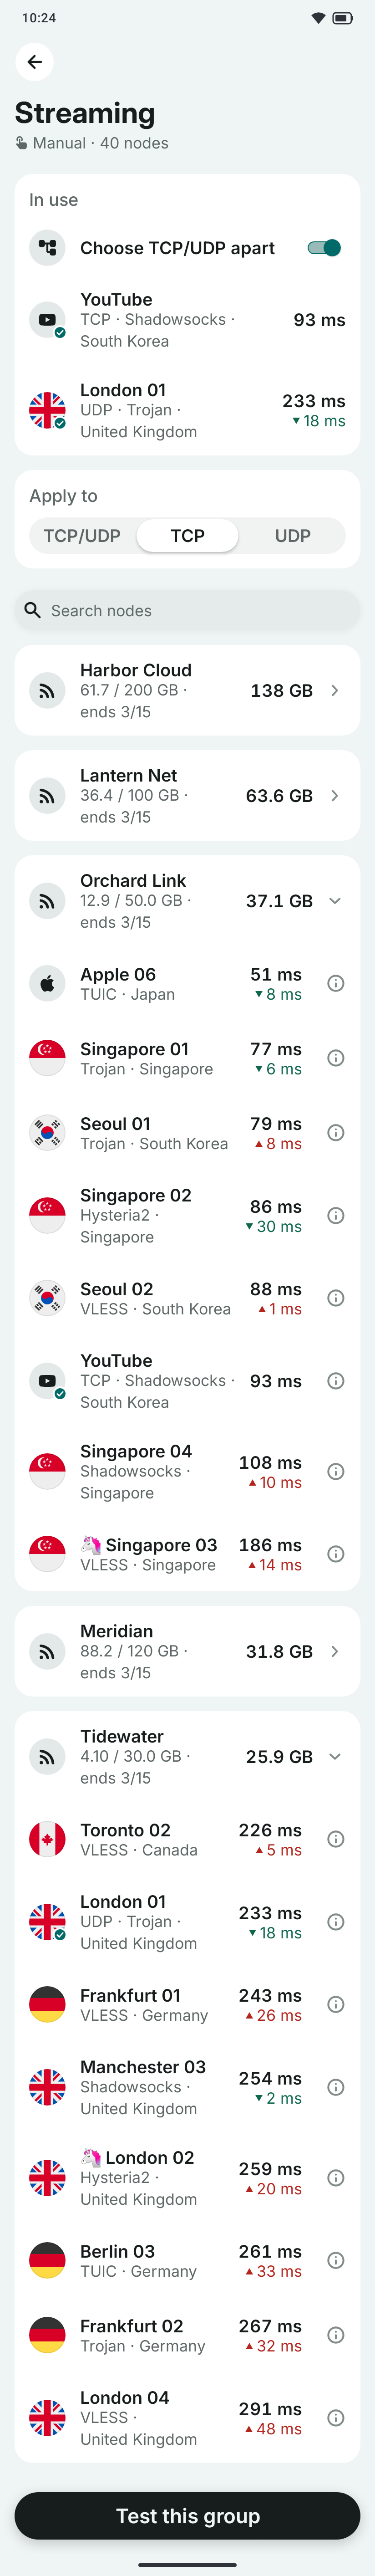 10:24
Streaming
Manual · 40 nodes
In use
Choose TCP/UDP apart
YouTube
TCP · Shadowsocks ·
South Korea
93 ms
London 01
UDP · Trojan ·
United Kingdom
233 ms
▼18 ms
Apply to
TCP/UDP
TCP
UDP
Search nodes
Harbor Cloud
61.7 / 200 GB ·
ends 3/15
138 GB
Lantern Net
36.4 / 100 GB ·
ends 3/15
63.6 GB
Orchard Link
12.9 / 50.0 GB ·
ends 3/15
37.1 GB
Apple 06
TUIC · Japan
51 ms
▼8 ms
Singapore 01
Trojan · Singapore
77 ms
▼6 ms
Seoul 01
Trojan · South Korea
79 ms
▲8 ms
Singapore 02
Hysteria2 ·
Singapore
86 ms
▼30 ms
Seoul 02
VLESS · South Korea
88 ms
▲1 ms
YouTube
TCP · Shadowsocks ·
South Korea
93 ms
Singapore 04
Shadowsocks ·
Singapore
108 ms
▲10 ms
🦄 Singapore 03
VLESS · Singapore
186 ms
▲14 ms
Meridian
88.2 / 120 GB ·
ends 3/15
31.8 GB
Tidewater
4.10 / 30.0 GB ·
ends 3/15
25.9 GB
Toronto 02
VLESS · Canada
226 ms
▲5 ms
London 01
UDP · Trojan ·
United Kingdom
233 ms
▼18 ms
Frankfurt 01
VLESS · Germany
243 ms
▲26 ms
Manchester 03
Shadowsocks ·
United Kingdom
254 ms
▼2 ms
🦄 London 02
Hysteria2 ·
United Kingdom
259 ms
▲20 ms
Berlin 03
TUIC · Germany
261 ms
▲33 ms
Frankfurt 02
Trojan · Germany
267 ms
▲32 ms
London 04
VLESS ·
United Kingdom
291 ms
▲48 ms
Test this group